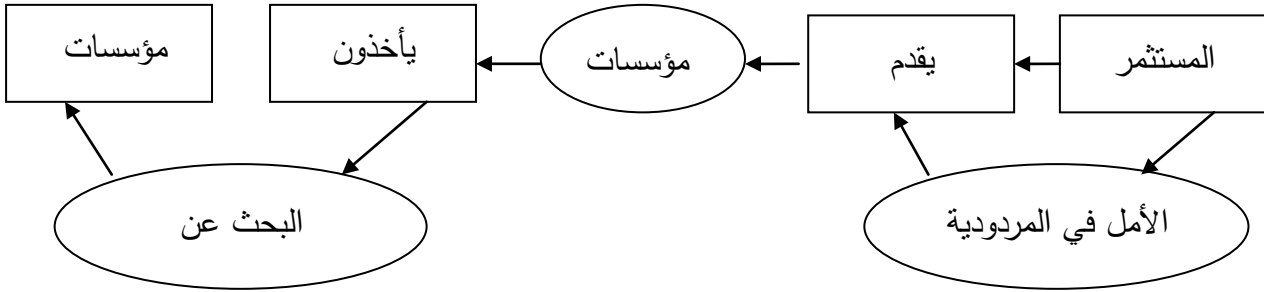 المستثمر
يقدم
مؤسسات
يأخذون
مؤسسات
الأمل في المردودية
البحث عن